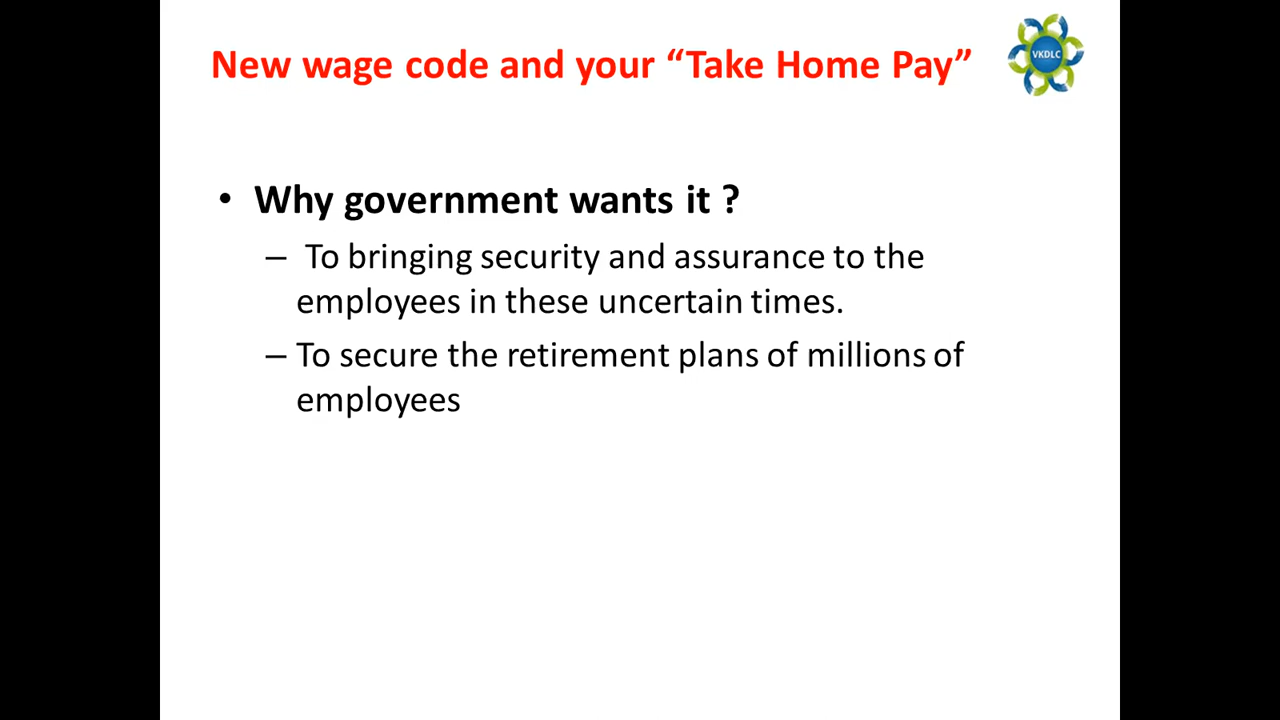 New wage code and your “Take Home Pay”
VKDLC
• Why government wants it ?
– To bringing security and assurance to the
employees in these uncertain times.
– To secure the retirement plans of millions of
employees